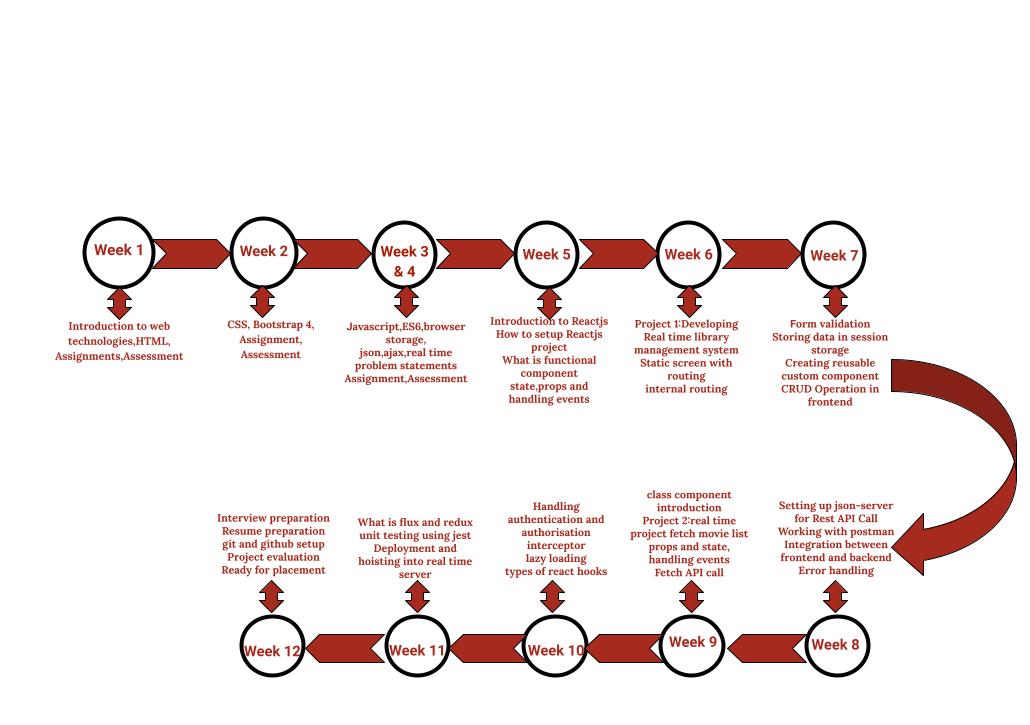 Week 1
Week 2
Week 3
& 4
Week 5
Week 6
Week 7
Introduction to web
technologies,HTML,
Assignments,Assessment
CSS, Bootstrap 4,
Assignment,
Assessment
Javascript,ES6,browser
storage,
json,ajax,real time
problem statements
Assignment,Assessment
Introduction to Reactjs
How to setup Reactjs
project
What is functional
component
state,props and
handling events
Project 1:Developing
Real time library
management system
Static screen with
routing
internal routing
Form validation
Storing data in session
storage
Creating reusable
custom component
CRUD Operation in
frontend
Interview preparation
Resume preparation
git and github setup
Project evaluation
Ready for placement
What is flux and redux
unit testing using jest
Deployment and
hoisting into real time
server
Handling
authentication and
authorisation
interceptor
lazy loading
types of react hooks
class component
introduction
Project 2:real time
project fetch movie list
props and state,
handling events
Fetch API call
Setting up json-server
for Rest API Call
Working with postman
Integration between
frontend and backend
Error handling
Week 12
Week 11
Week 10
Week 9
Week 8